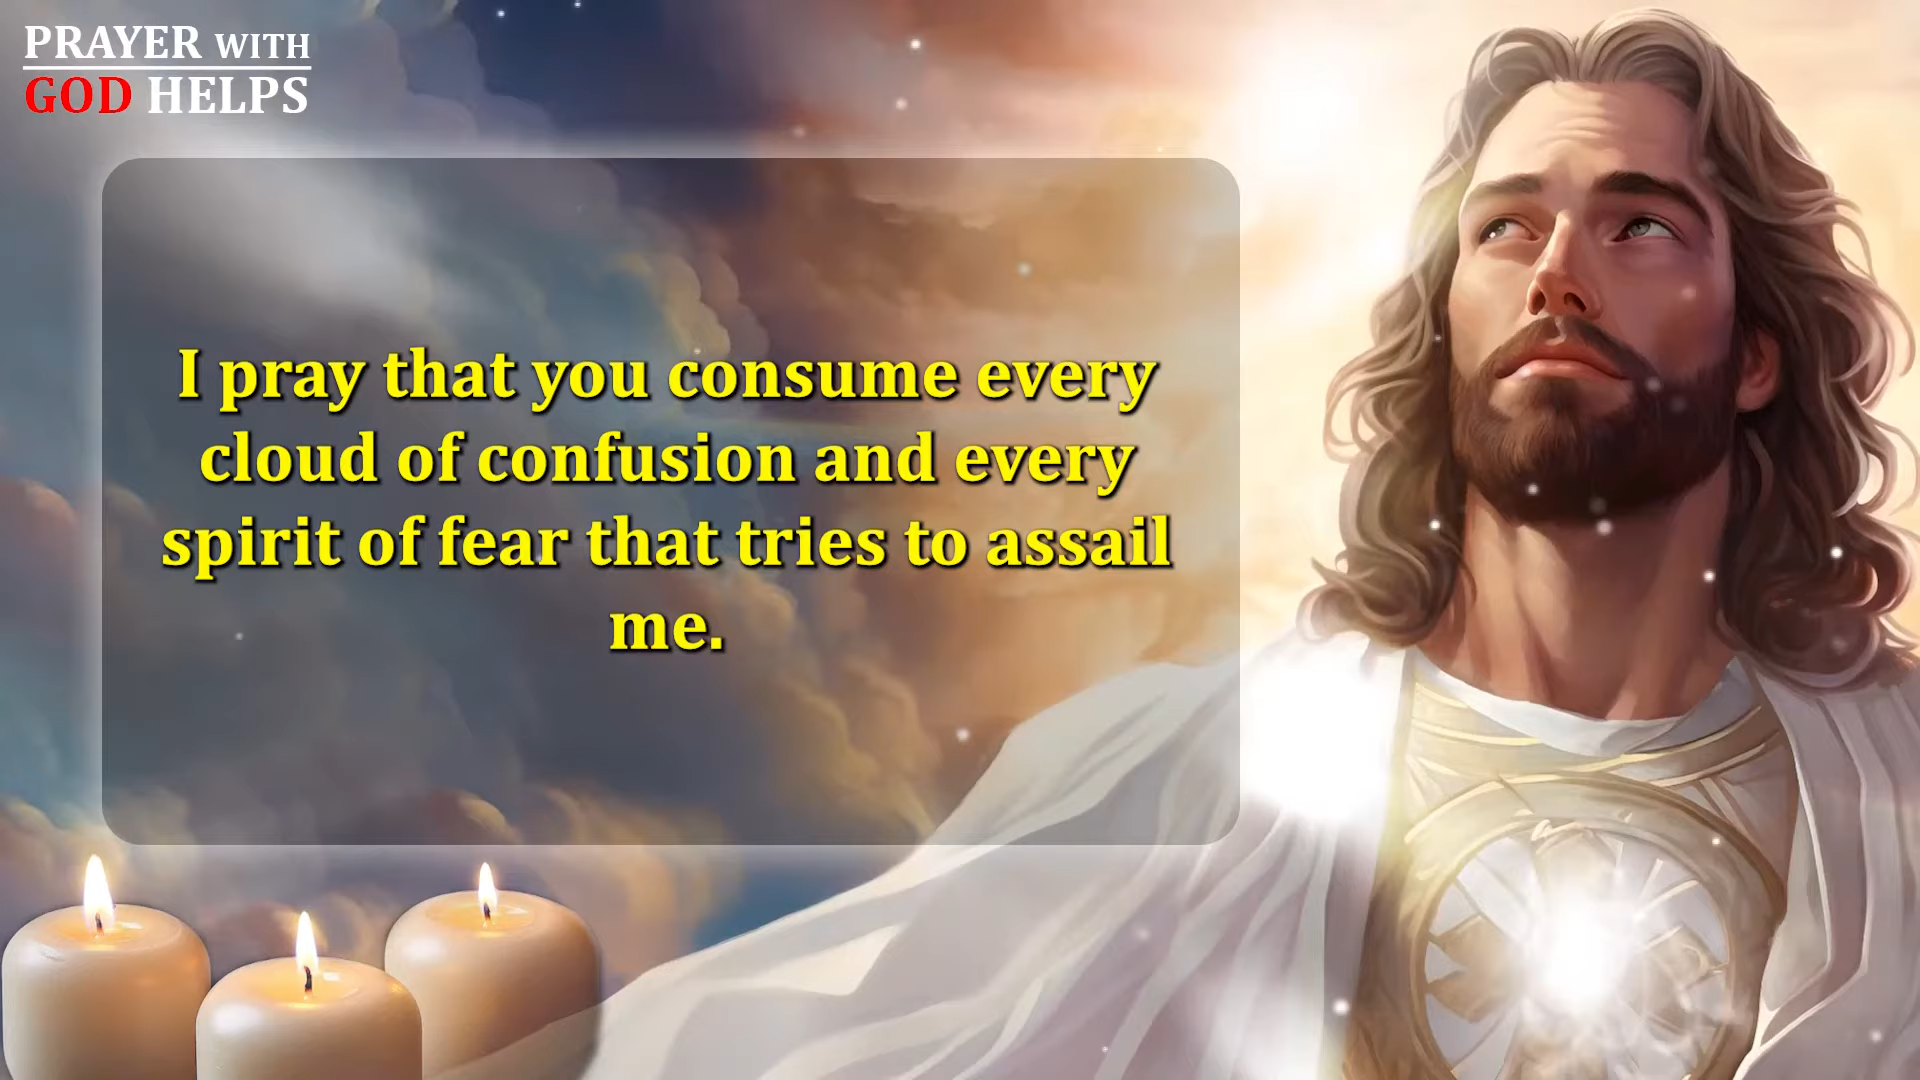 PRAYER WITH
GOD HELPS
I pray that you consume every
cloud of confusion and every
spirit of fear that tries to assail
me.